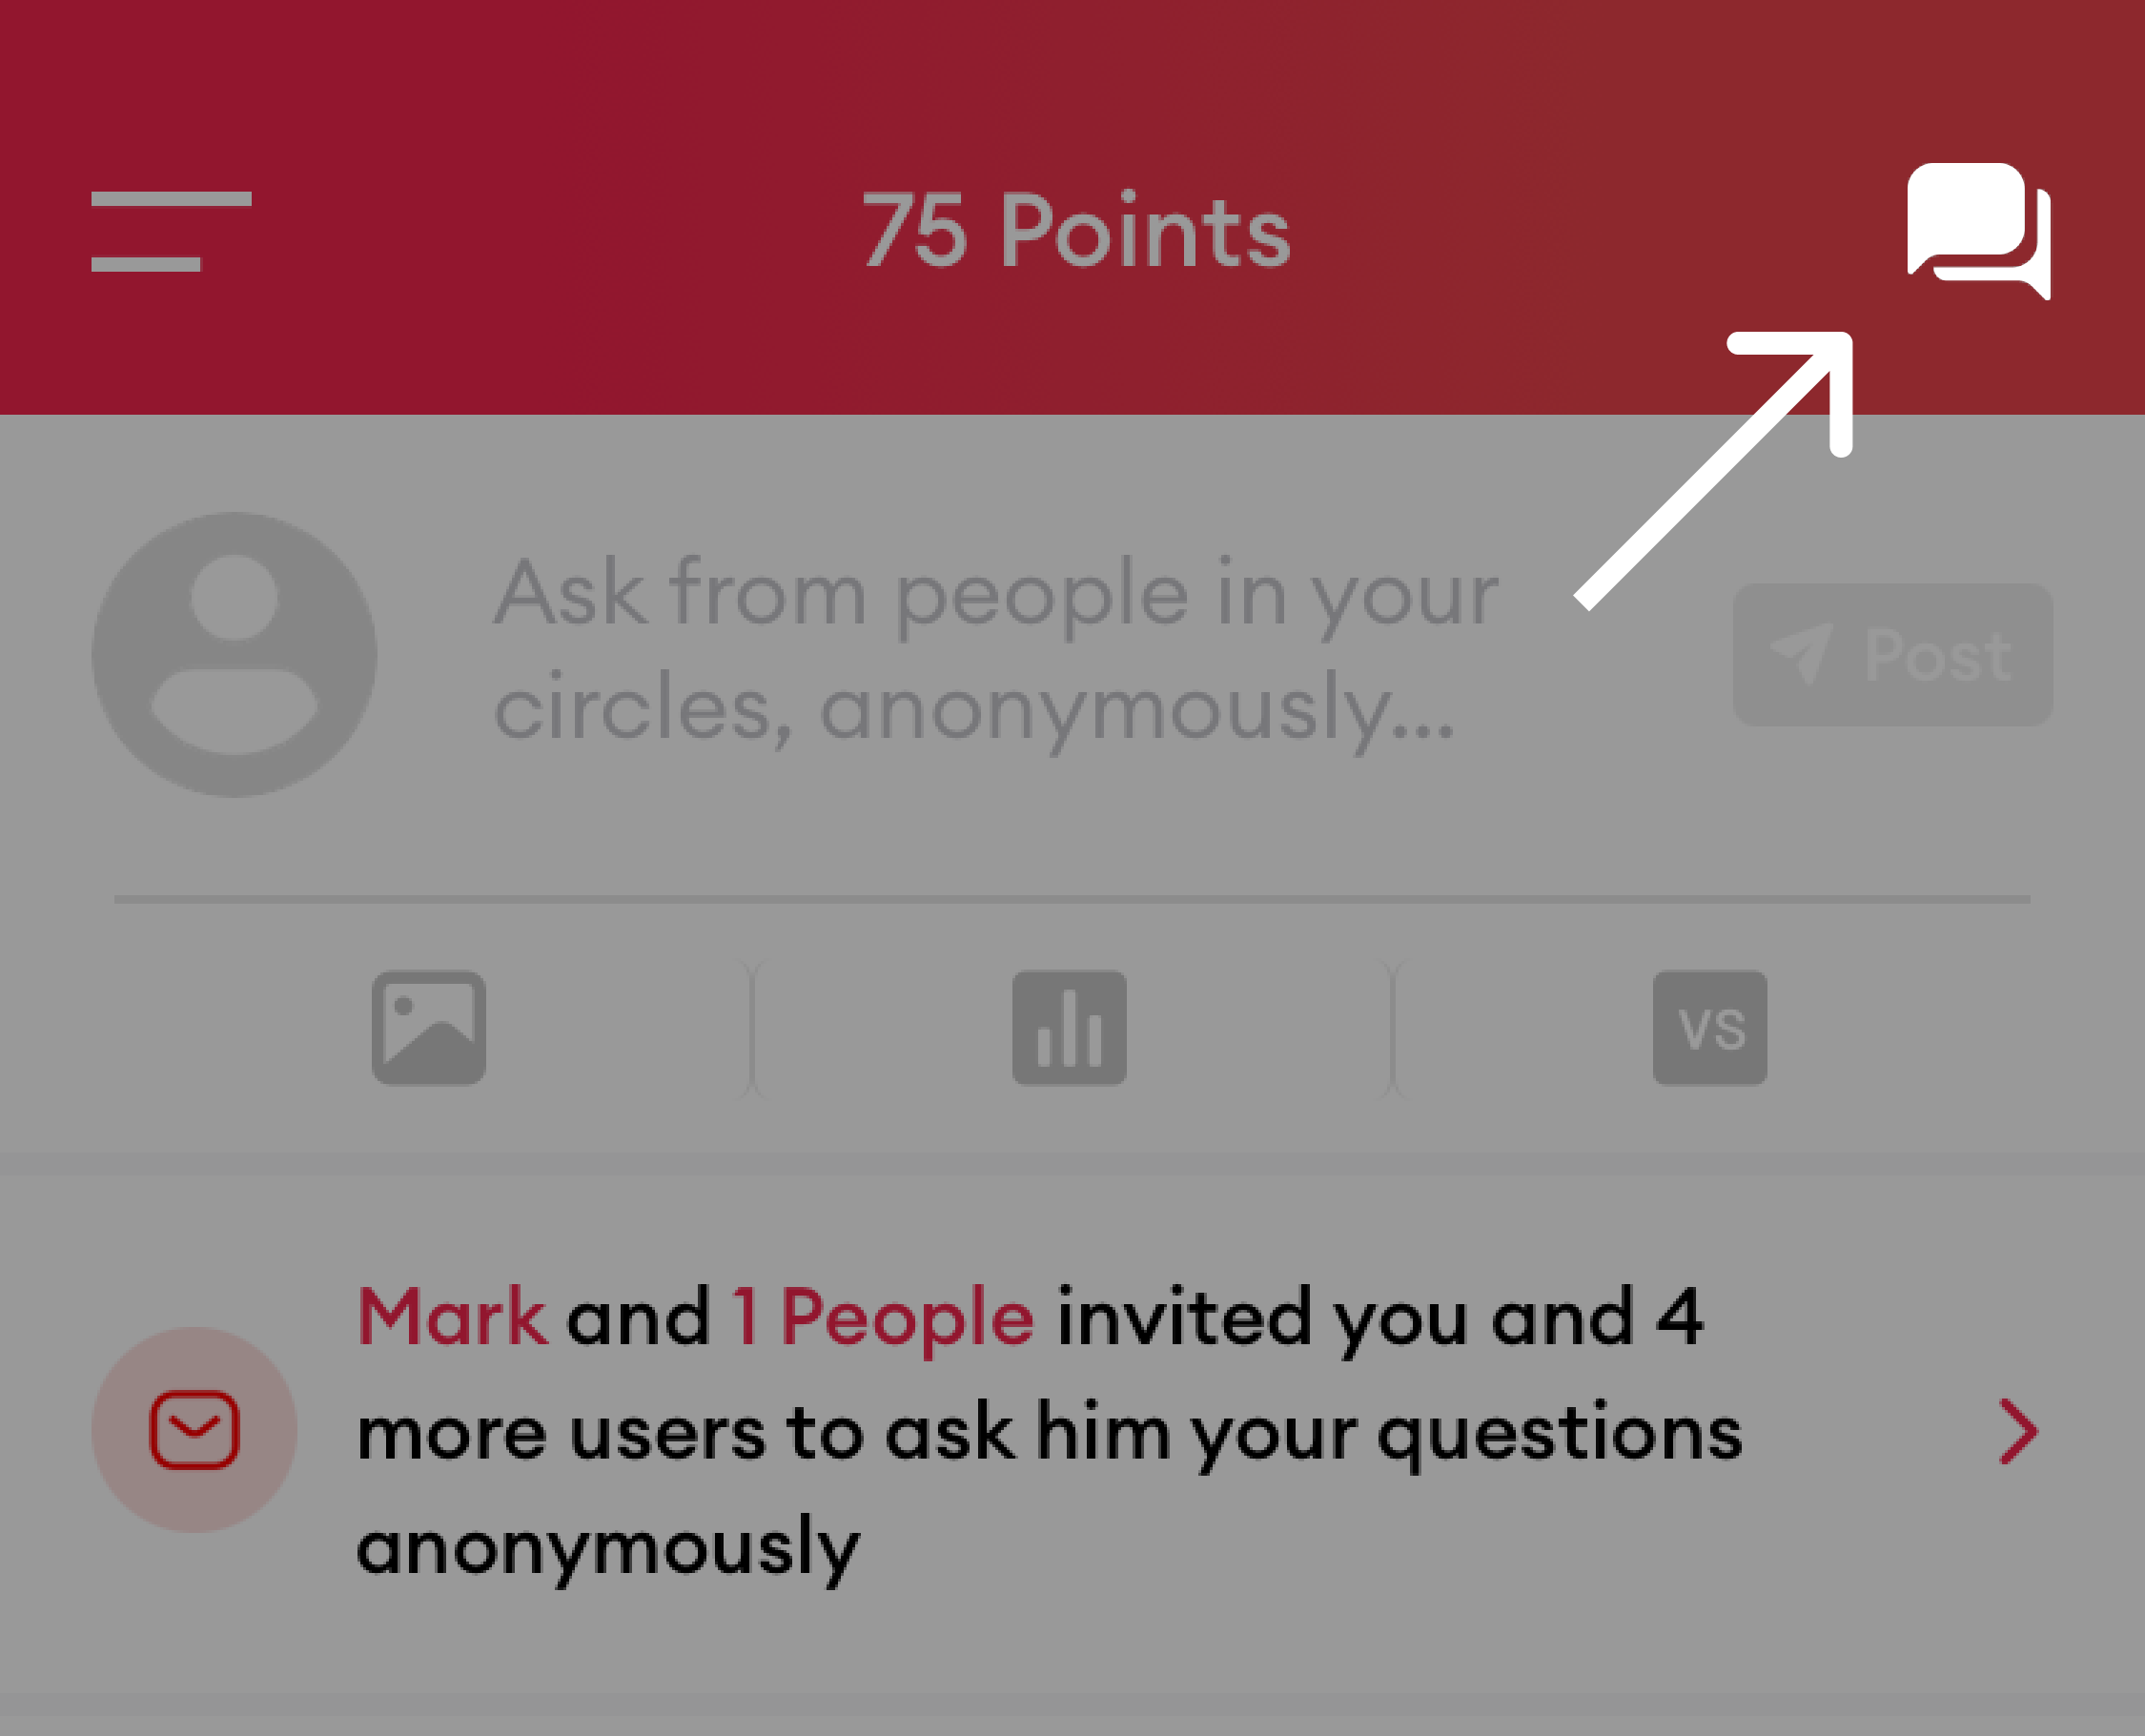 75 Points
Ask from people in your
circles, anonymously...
Post
VS
Mark and 1 People invited you and 4
more users to ask him your questions
anonymously